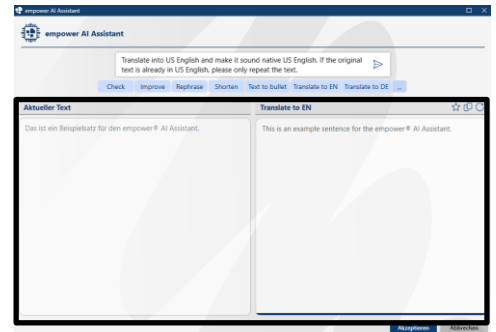 empower AI Assistant
empower AI Assistant
Translate into US English and make it sound native US English. If the original
text is already in US English, please only repeat the text.
Check Improve Rephrase Shorten Text to bullet Translate to EN Translate to DE ...
Aktueller Text
Das ist ein Beispielsatz für den empower® AI Assistant.
Translate to EN
This is an example sentence for the empower® AI Assistant.
Akzeptieren Abbrechen